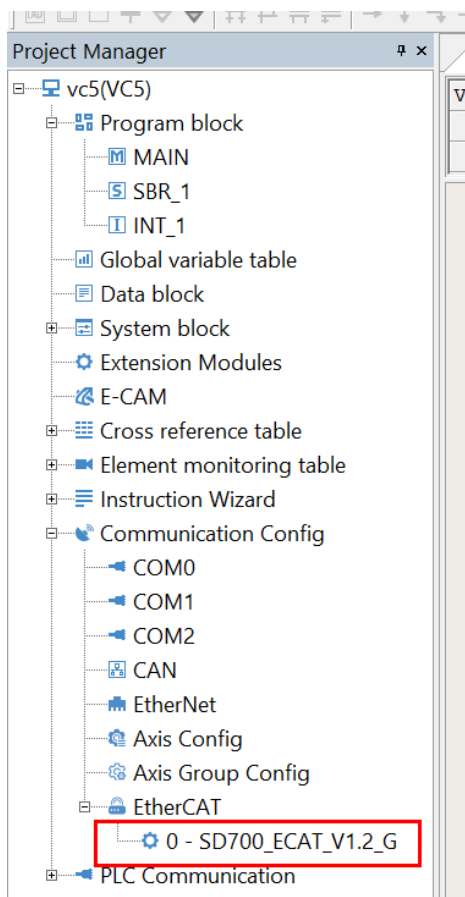 Project Manager
vc5(VC5)
Program block
MAIN
SBR_1
INT_1
Global variable table
Data block
System block
Extension Modules
E-CAM
Cross reference table
Element monitoring table
Instruction Wizard
Communication Config
COM0
COM1
COM2
CAN
EtherNet
Axis Config
Axis Group Config
EtherCAT
0 - SD700_ECAT_V1.2_G
PLC Communication